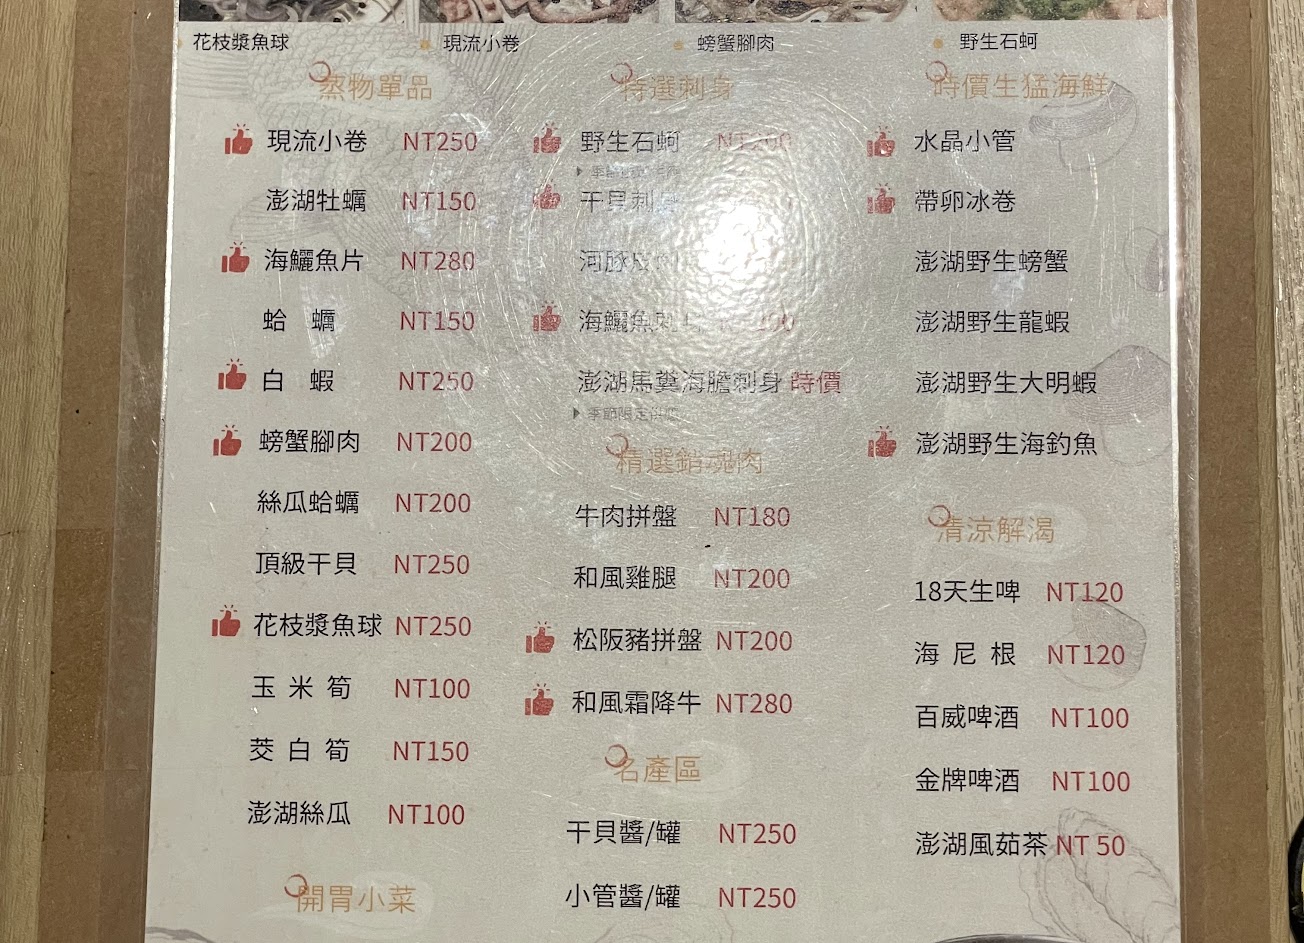 花枝漿魚球
現流小卷
螃蟹腳肉
野生石蚵
蒸物單品
現流小卷 NT250
澎湖牡蠣 NT150
海鱺魚片 NT280
蛤 蠣 NT150
白 蝦 NT250
螃蟹腳肉 NT200
絲瓜蛤蠣 NT200
頂級干貝 NT250
花枝漿魚球 NT250
玉米筍 NT100
茭白筍 NT150
澎湖絲瓜 NT100
開胃小菜
特選刺身
野生石蚵 NT200
干貝刺
河豚
海鱺魚刺
澎湖馬糞海膽刺身 時價
季節限定供應
精選銷魂肉
牛肉拼盤 NT180
和風雞腿 NT200
松阪豬拼盤 NT200
和風霜降牛 NT280
名產區
干貝醬/罐 NT250
小管醬/罐 NT250
時價生猛海鮮
水晶小管
帶卵冰卷
澎湖野生螃蟹
澎湖野生龍蝦
澎湖野生大明蝦
澎湖野生海釣魚
清涼解渴
18天生啤 NT120
海尼根 NT120
百威啤酒 NT100
金牌啤酒 NT100
澎湖風茹茶 NT 50